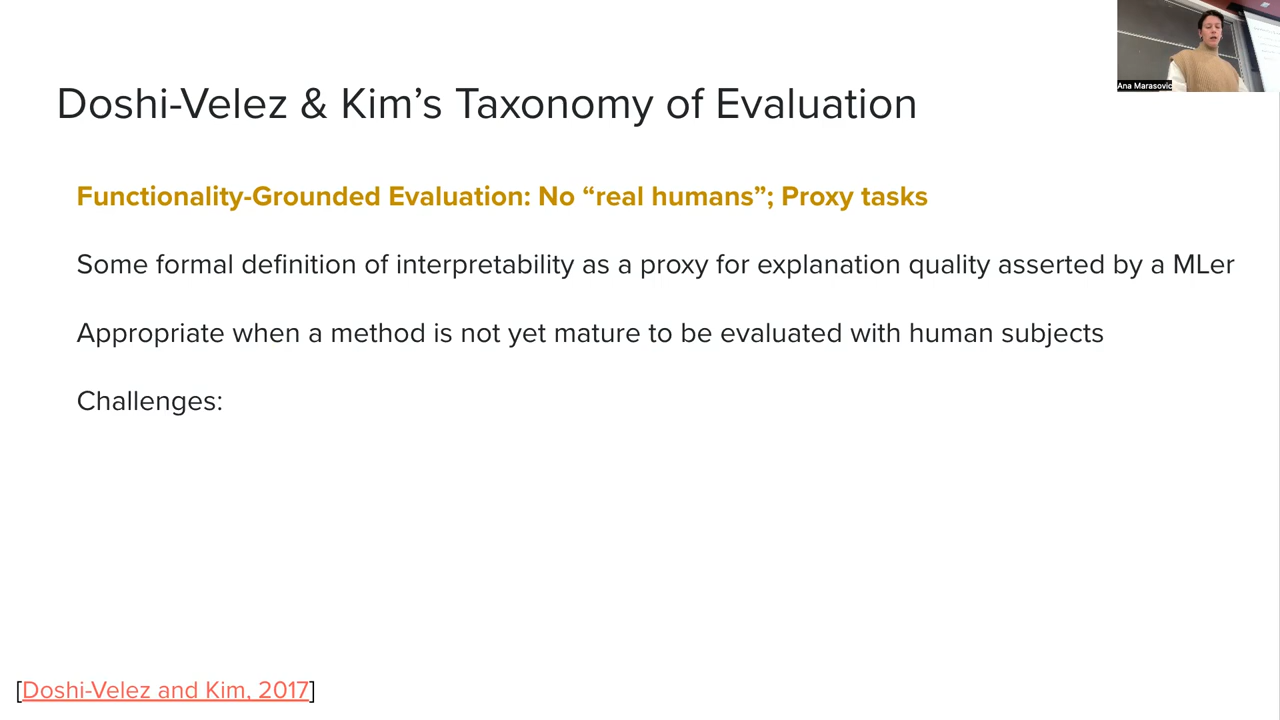 Ana Marasovic
Doshi-Velez & Kim’s Taxonomy of Evaluation
Functionality-Grounded Evaluation: No “real humans”; Proxy tasks
Some formal definition of interpretability as a proxy for explanation quality asserted by a MLer
Appropriate when a method is not yet mature to be evaluated with human subjects
Challenges:
[Doshi-Velez and Kim, 2017]